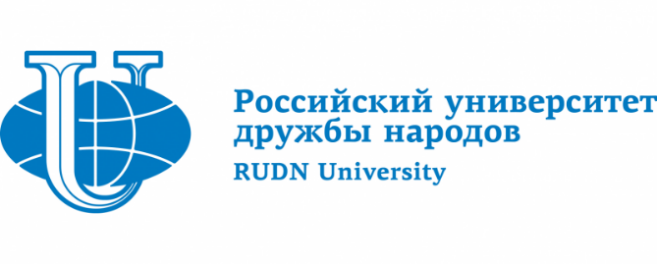 Российский университет
дружбы народов
RUDN University